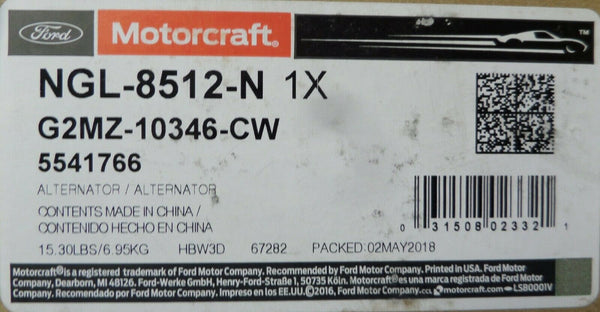 Ford Motorcraft® ™
NGL-8512-N 1X
G2MZ-10346-CW
5541766
ALTERNATOR / ALTERNATOR
CONTENTS MADE IN CHINA /
CONTENIDO HECHO EN CHINA
0 31508 02332 1
15.30LBS/6.95KG HBW3D 67282 PACKED:02MAY2018
Motorcraft® is a registered trademark of Ford Motor Company. Recommended by Ford Motor Company. Printed in USA. Ford Motor Company,
Dearborn, MI 48126. Ford-Werke GmbH, Henry-Ford-Strasse 1, 50735 Köln. Motorcraft® es una marca registrada de Ford Motor
Company. Recomendado por Ford Motor Company. Impreso en los EE.UU. ©2016, Ford Motor Company. motorcraft.com LSB0001V